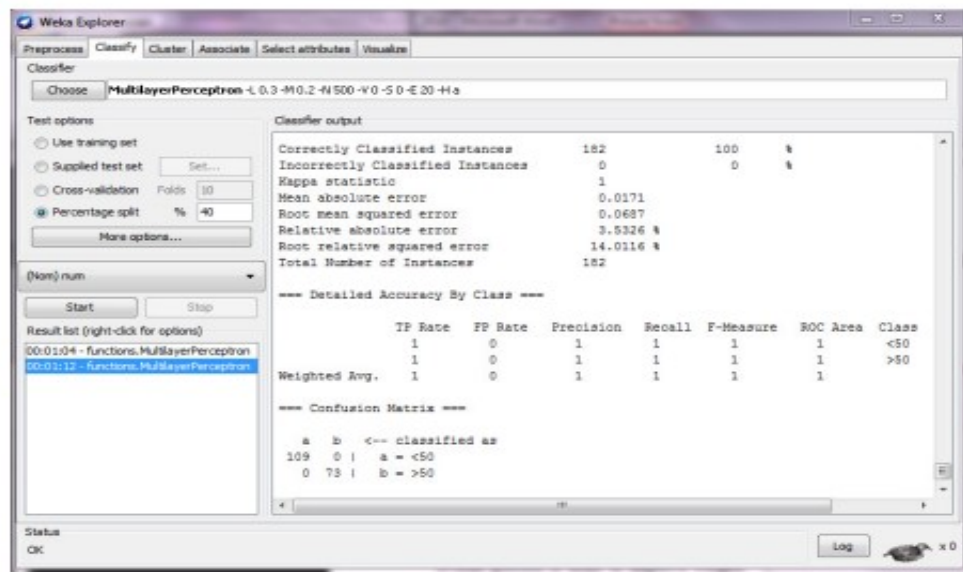 Weka Explorer
Preprocess Classify Cluster Associate Select attributes Visualize
Classifier
Choose MultilayerPerceptron -L 0.3 -M 0.2 -N 500 -V 0 -S 0 -E 20 -H a
Test options
Use training set
Supplied test set Set...
Cross-validation Folds 10
Percentage split % 40
More options...
(Nom) num
Start Stop
Result list (right-click for options)
00:01:04 - functions.MultilayerPerceptron
00:01:12 - functions.MultilayerPerceptron
Classifier output
Correctly Classified Instances 182 100 %
Incorrectly Classified Instances 0 0 %
Kappa statistic 1
Mean absolute error 0.0171
Root mean squared error 0.0687
Relative absolute error 3.5326 %
Root relative squared error 14.0116 %
Total Number of Instances 182
=== Detailed Accuracy By Class ===
TP Rate FP Rate Precision Recall F-Measure ROC Area Class
1 0 1 1 1 1 <50
1 0 1 1 1 1 >50
Weighted Avg. 1 0 1 1 1 1
=== Confusion Matrix ===
a b <-- classified as
109 0 | a = <50
0 73 | b = >50
Status
OK
Log x 0